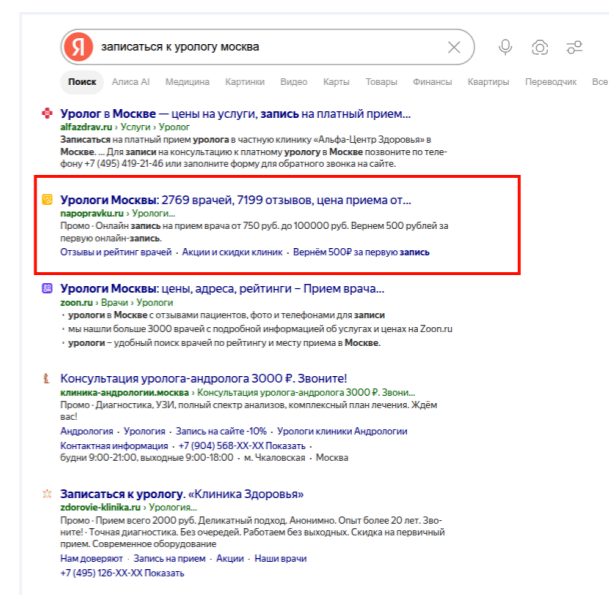 Я записаться к урологу москва
Поиск Алиса AI Медицина Картинки Видео Карты Товары Финансы Квартиры Переводчик Все
Уролог в Москве — цены на услуги, запись на платный прием...
alfazdrav.ru › Услуги › Уролог
Записаться на платный прием уролога в частную клинику «Альфа-Центр Здоровья» в
Москве. ... Для записи на консультацию к платному урологу в Москве позвоните по теле-
фону +7 (495) 419-21-46 или заполните форму для обратного звонка на сайте.
Урологи Москвы: 2769 врачей, 7199 отзывов, цена приема от...
napopravku.ru › Урологи...
Промо · Онлайн запись на прием врача от 750 руб. до 100000 руб. Вернем 500 рублей за
первую онлайн-запись.
Отзывы и рейтинг врачей · Акции и скидки клиник · Вернём 500₽ за первую запись
Урологи Москвы: цены, адреса, рейтинги – Прием врача...
zoon.ru › Врачи › Урологи
· урологи в Москве с отзывами пациентов, фото и телефонами для записи
· мы нашли больше 3000 врачей с подробной информацией об услугах и ценах на Zoon.ru
· урологи – удобный поиск врачей по рейтингу и месту приема в Москве.
Консультация уролога-андролога 3000 ₽. Звоните!
клиника-андрологии.москва › Консультация уролога-андролога 3000 ₽. Звони...
Промо · Диагностика, УЗИ, полный спектр анализов, комплексный план лечения. Ждём
вас!
Андрология · Урология · Запись на сайте -10% · Урологи клиники Андрологии
Контактная информация · +7 (904) 568-XX-XX Показать ·
будни 9:00-21:00, выходные 9:00-18:00 · м. Чкаловская · Москва
Записаться к урологу. «Клиника Здоровья»
zdorovie-klinika.ru › Урология...
Промо · Прием всего 2000 руб. Деликатный подход. Анонимно. Опыт более 20 лет. Зво-
ните! · Точная диагностика. Без очередей. Работаем без выходных. Скидка на первичный
прием. Современное оборудование
Нам доверяют · Запись на прием · Акции · Наши врачи
+7 (495) 126-XX-XX Показать